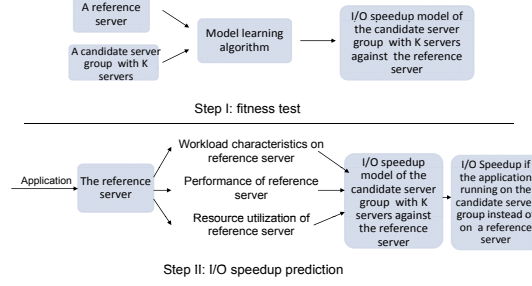 A reference
server
A candidate server
group with K
servers
Model learning
algorithm
I/O speedup model of
the candidate server
group with K servers
against the reference
server
Step I: fitness test
Application
The reference
server
Workload characteristics on
reference server
Performance of reference
server
Resource utilization of
reference server
I/O speedup
model of the
candidate server
group with K
servers against
the reference
server
I/O Speedup if
the application
running on the
candidate server
group instead of
on a reference
server
Step II: I/O speedup prediction